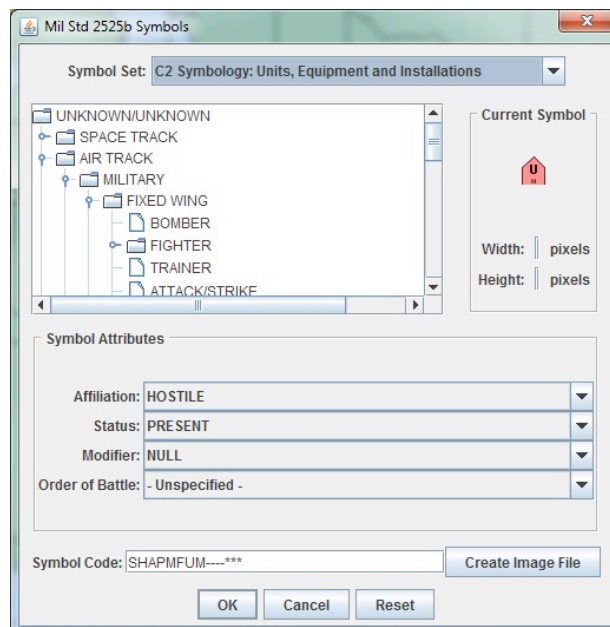 Mil Std 2525b Symbols
Symbol Set: C2 Symbology: Units, Equipment and Installations
UNKNOWN/UNKNOWN
SPACE TRACK
AIR TRACK
MILITARY
FIXED WING
BOMBER
FIGHTER
TRAINER
ATTACK/STRIKE
Current Symbol
U
M
Width: pixels
Height: pixels
Symbol Attributes
Affiliation: HOSTILE
Status: PRESENT
Modifier: NULL
Order of Battle: - Unspecified -
Symbol Code: SHAPMFUM----***
Create Image File
OK Cancel Reset